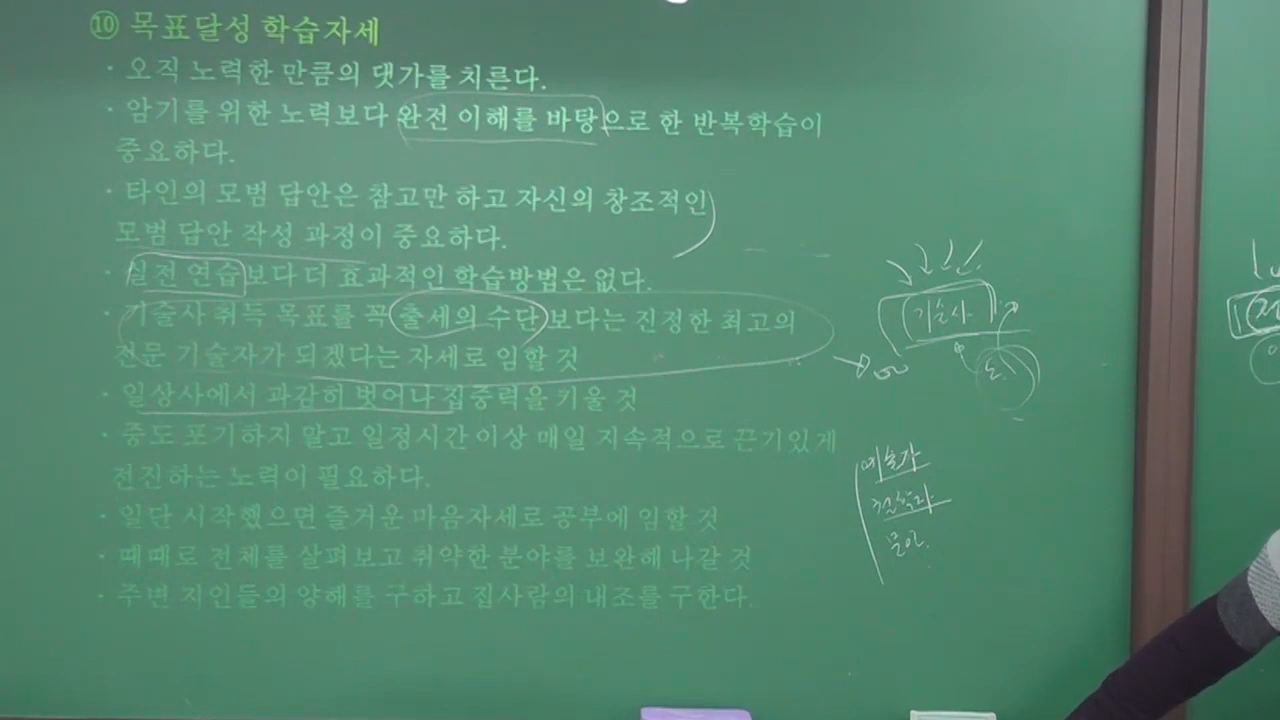 ⑩ 목표달성 학습자세
· 오직 노력한 만큼의 댓가를 치른다.
· 암기를 위한 노력보다 완전 이해를 바탕으로 한 반복학습이
중요하다.
· 타인의 모범 답안은 참고만 하고 자신의 창조적인
모범 답안 작성 과정이 중요하다.
· 실전 연습보다 더 효과적인 학습방법은 없다.
· 기술사 취득 목표를 꼭 출세의 수단 보다는 진정한 최고의
전문 기술자가 되겠다는 자세로 임할 것
· 일상사에서 과감히 벗어나 집중력을 키울 것
· 중도 포기하지 말고 일정시간 이상 매일 지속적으로 끈기있게
전진하는 노력이 필요하다.
· 일단 시작했으면 즐거운 마음자세로 공부에 임할 것
· 때때로 전체를 살펴보고 취약한 분야를 보완해 나갈 것
· 주변 지인들의 양해를 구하고 집사람의 내조를 구한다.
기술사
예술가
철학자